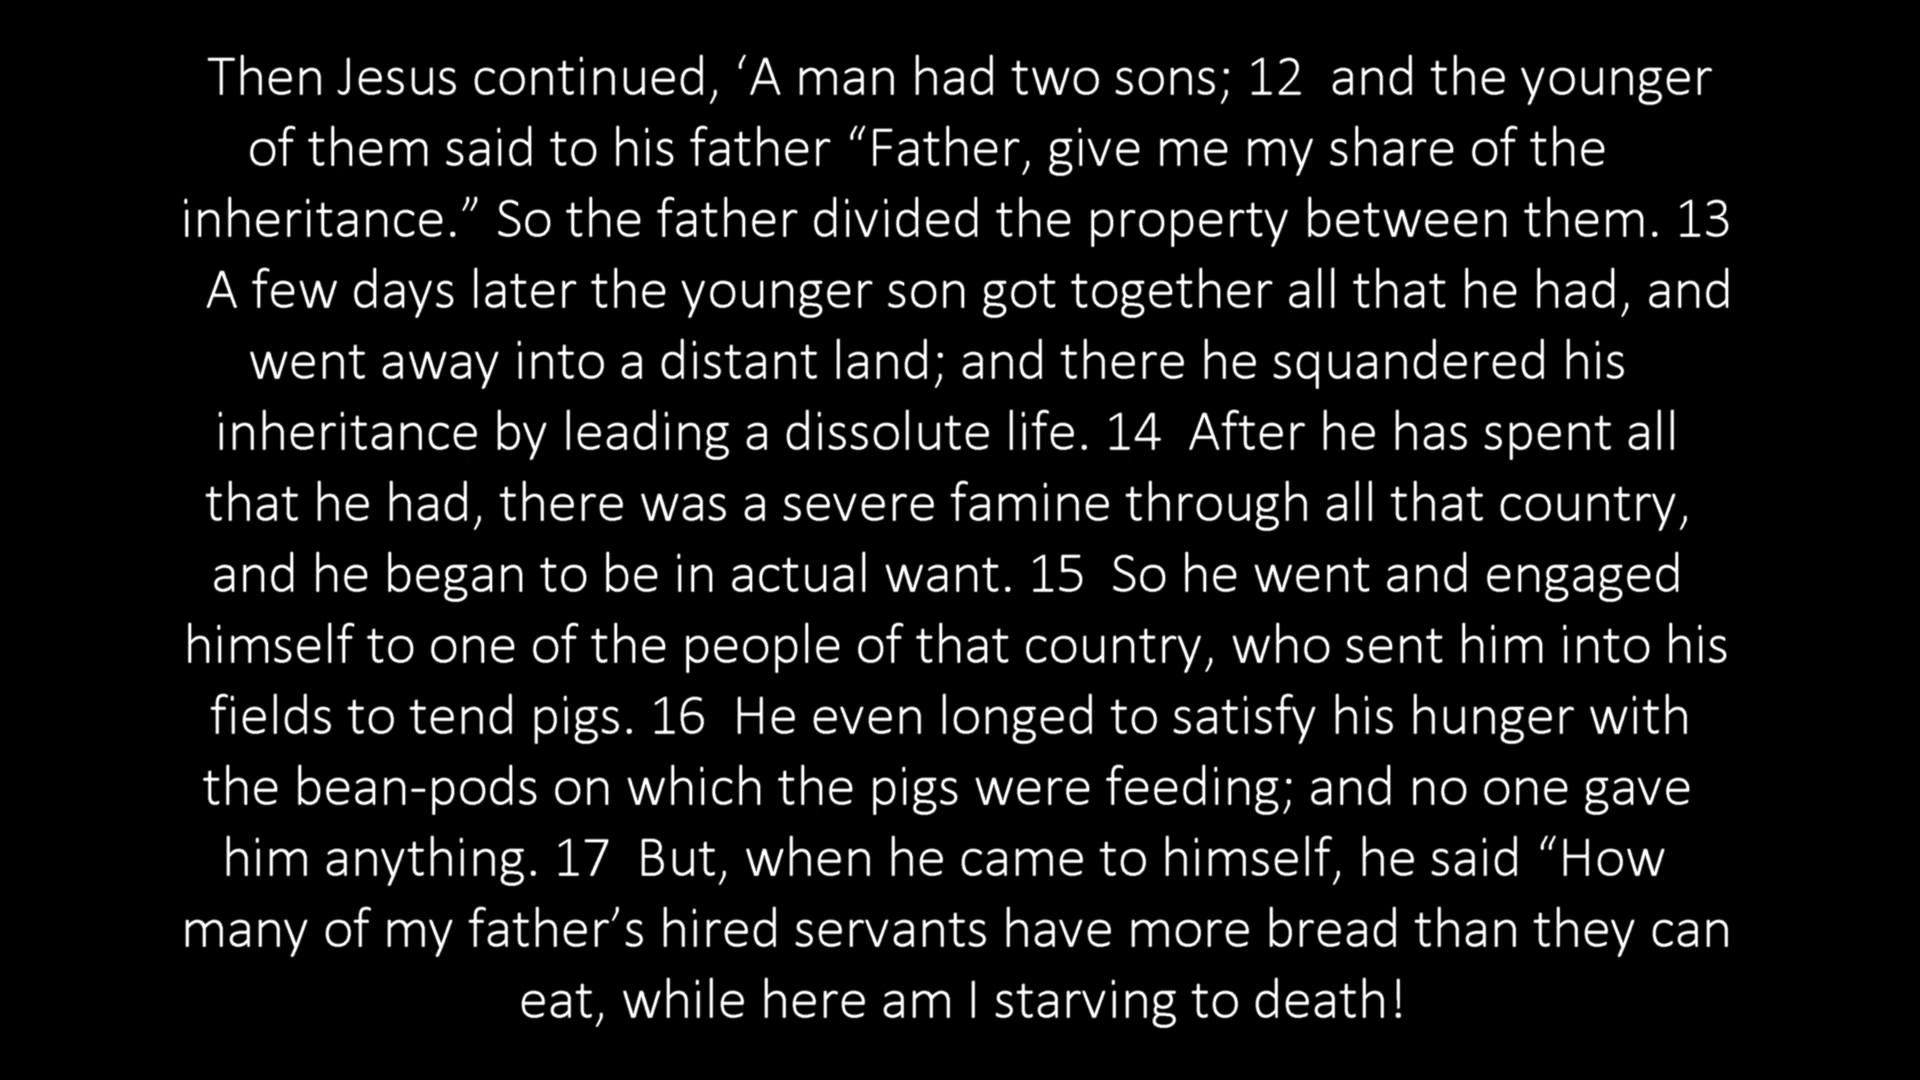 Then Jesus continued, ‘A man had two sons; 12  and the younger
of them said to his father “Father, give me my share of the
inheritance.” So the father divided the property between them. 13
A few days later the younger son got together all that he had, and
went away into a distant land; and there he squandered his
inheritance by leading a dissolute life. 14  After he has spent all
that he had, there was a severe famine through all that country,
and he began to be in actual want. 15  So he went and engaged
himself to one of the people of that country, who sent him into his
fields to tend pigs. 16  He even longed to satisfy his hunger with
the bean-pods on which the pigs were feeding; and no one gave
him anything. 17  But, when he came to himself, he said “How
many of my father’s hired servants have more bread than they can
eat, while here am I starving to death!